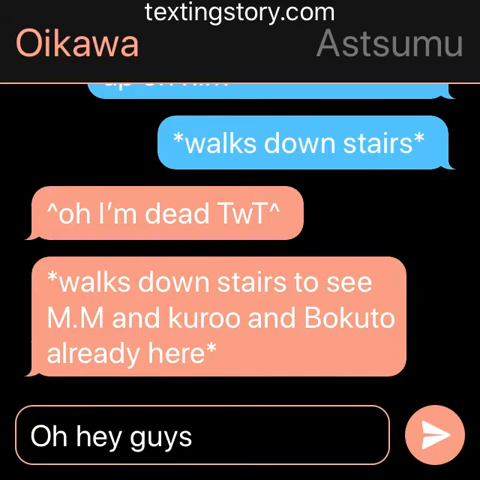 textingstory.com
Oikawa
Astsumu
*walks down stairs*
^oh I'm dead TwT^
*walks down stairs to see
M.M and kuroo and Bokuto
already here*
Oh hey guys